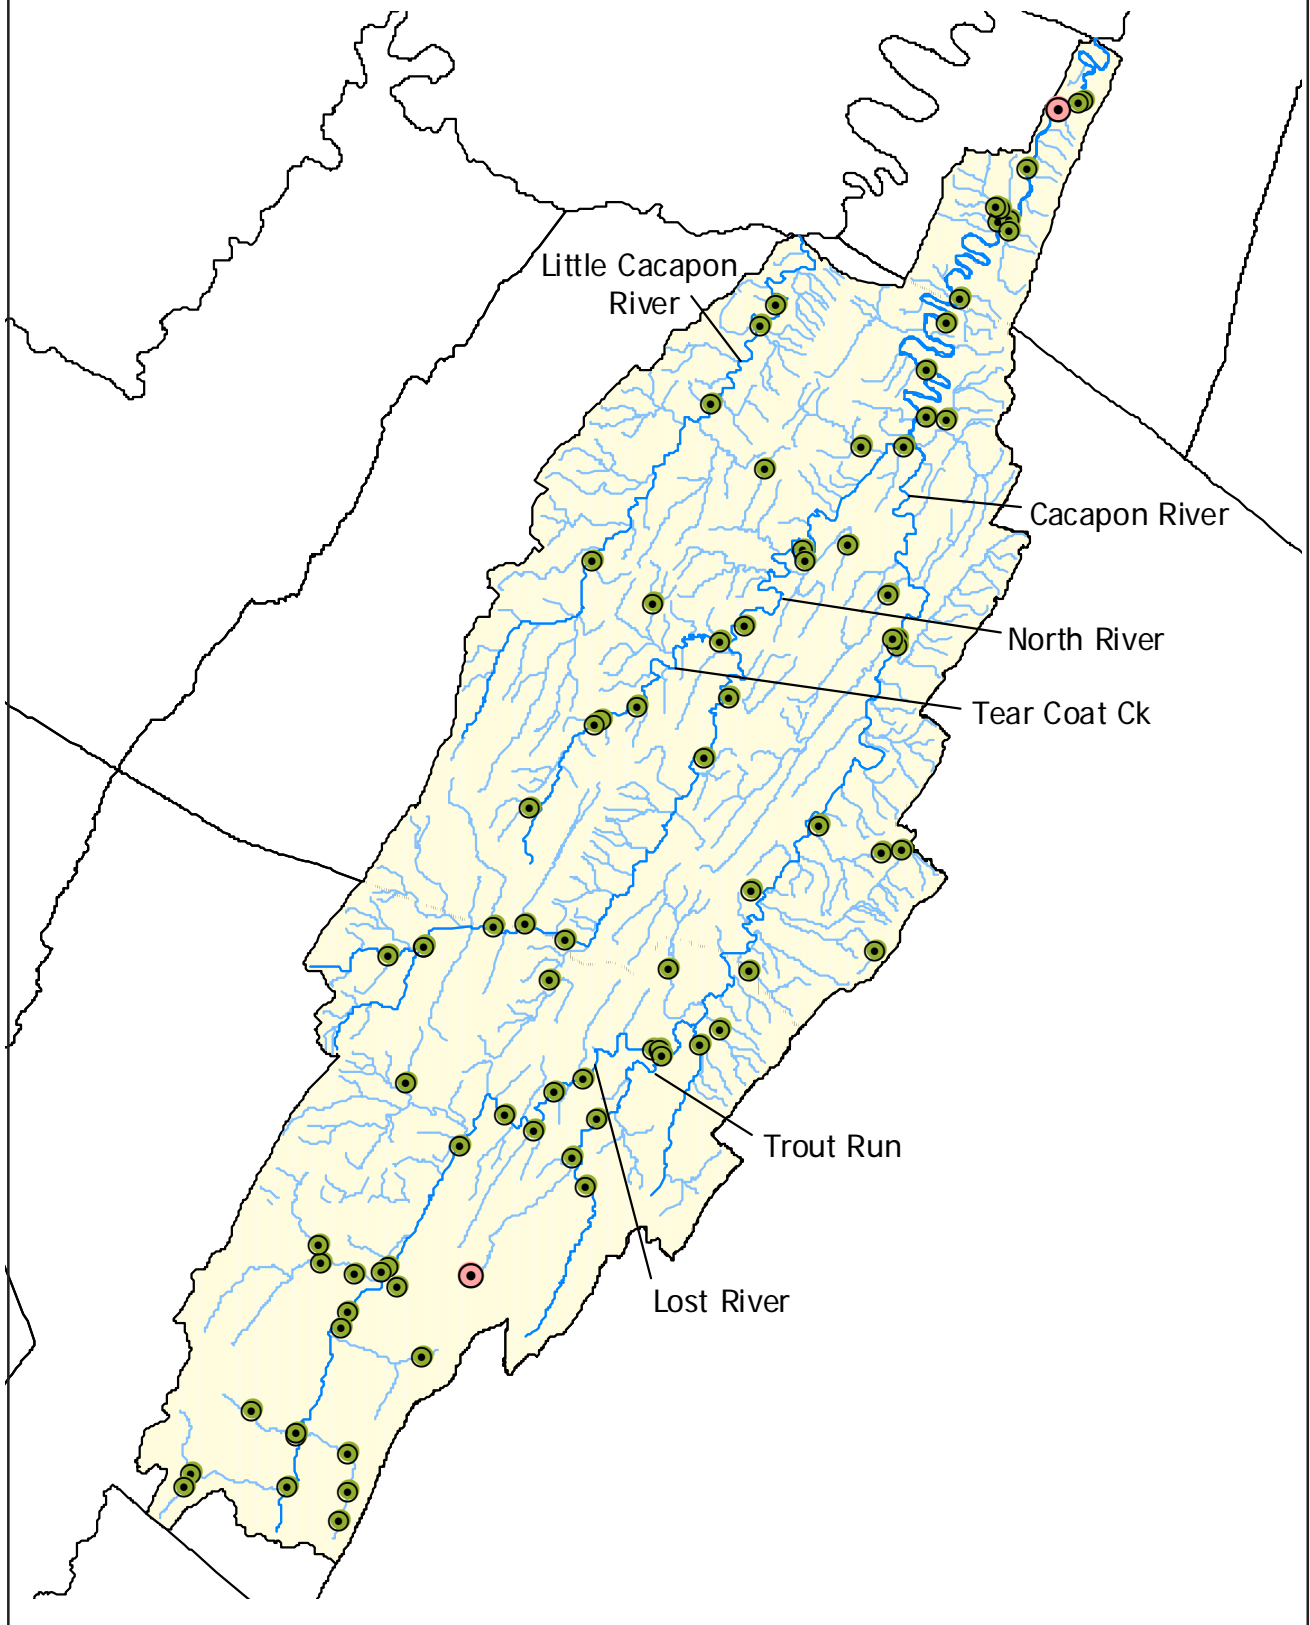 Little Cacapon
River
Cacapon River
North River
Tear Coat Ck
Trout Run
Lost River